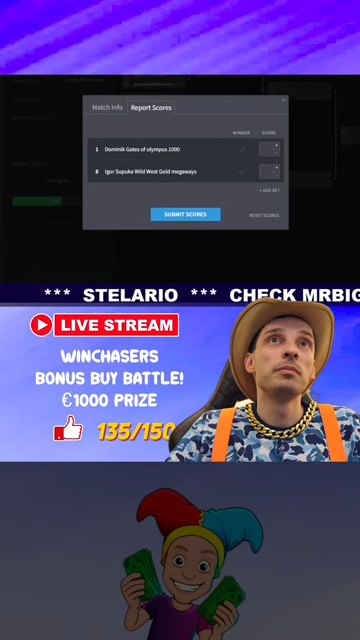 Match Info Report Scores
WINNER SCORE
1 Dominik Gates of olympus 1000
8 Igor Supuka Wild West Gold megaways
+ ADD SET
SUBMIT SCORES RESET SCORES
*** STELARIO *** CHECK MRBIG
LIVE STREAM
WINCHASERS
BONUS BUY BATTLE!
€1000 PRIZE
135/150